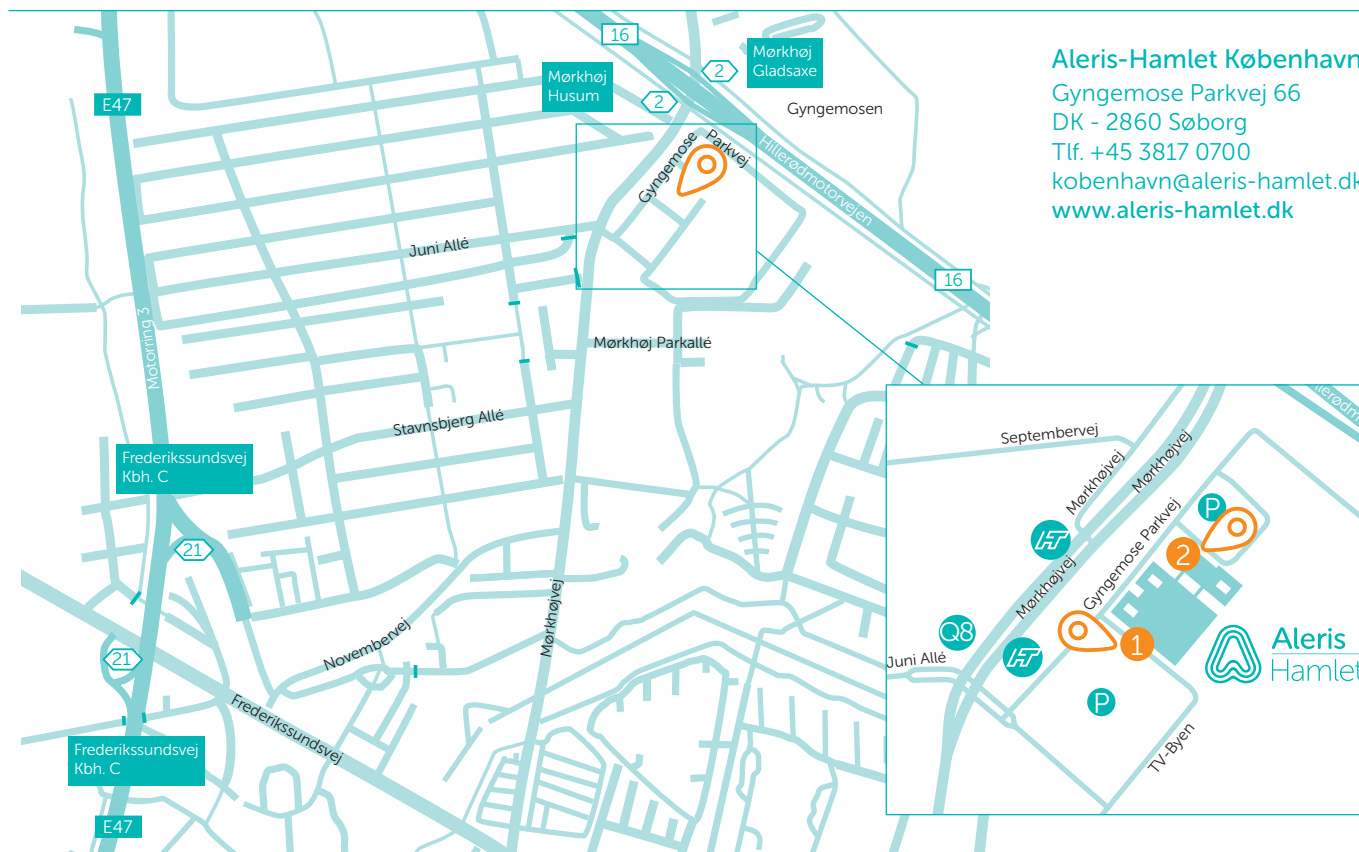 16
Mørkhøj
Gladsaxe
2
Mørkhøj
Husum
2
E47
Gyngemosen
Gyngemose
Parkvej
Hillerødmotorvejen
Juni Allé
16
Motorring 3
Mørkhøj Parkallé
Stavnsbjerg Allé
Frederikssundsvej
Kbh. C
21
Mørkhøjvej
Novembervej
21
Frederikssundsvej
Frederikssundsvej
Kbh. C
E47
Aleris-Hamlet København
Gyngemose Parkvej 66
DK - 2860 Søborg
Tlf. +45 3817 0700
kobenhavn@aleris-hamlet.dk
www.aleris-hamlet.dk
Septembervej
Mørkhøjvej
Mørkhøjvej
P
HT
2
Gyngemose Parkvej
Mørkhøjvej
Q8
HT
1
Juni Allé
P
Aleris
Hamlet
TV-Byen